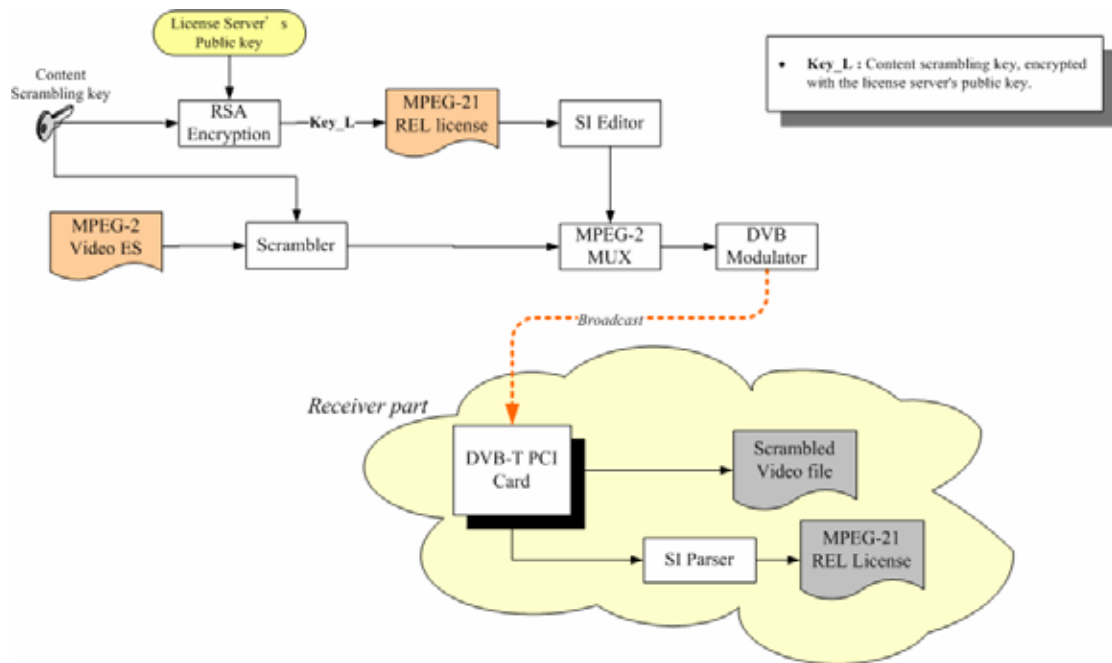 License Server's
Public key
• Key_L : Content scrambling key, encrypted
with the license server's public key.
Content
Scrambling key
RSA
Encryption
Key_L
MPEG-21
REL license
SI Editor
MPEG-2
Video ES
Scrambler
MPEG-2
MUX
DVB
Modulator
Broadcast
Receiver part
DVB-T PCI
Card
Scrambled
Video file
SI Parser
MPEG-21
REL License